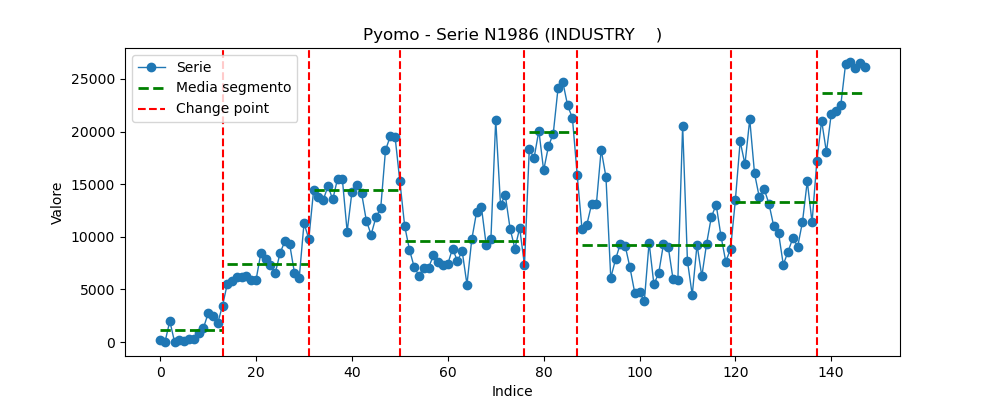 Pyomo - Serie N1986 (INDUSTRY    )
Serie
Media segmento
Change point
Valore
25000
20000
15000
10000
5000
0
0 20 40 60 80 100 120 140
Indice